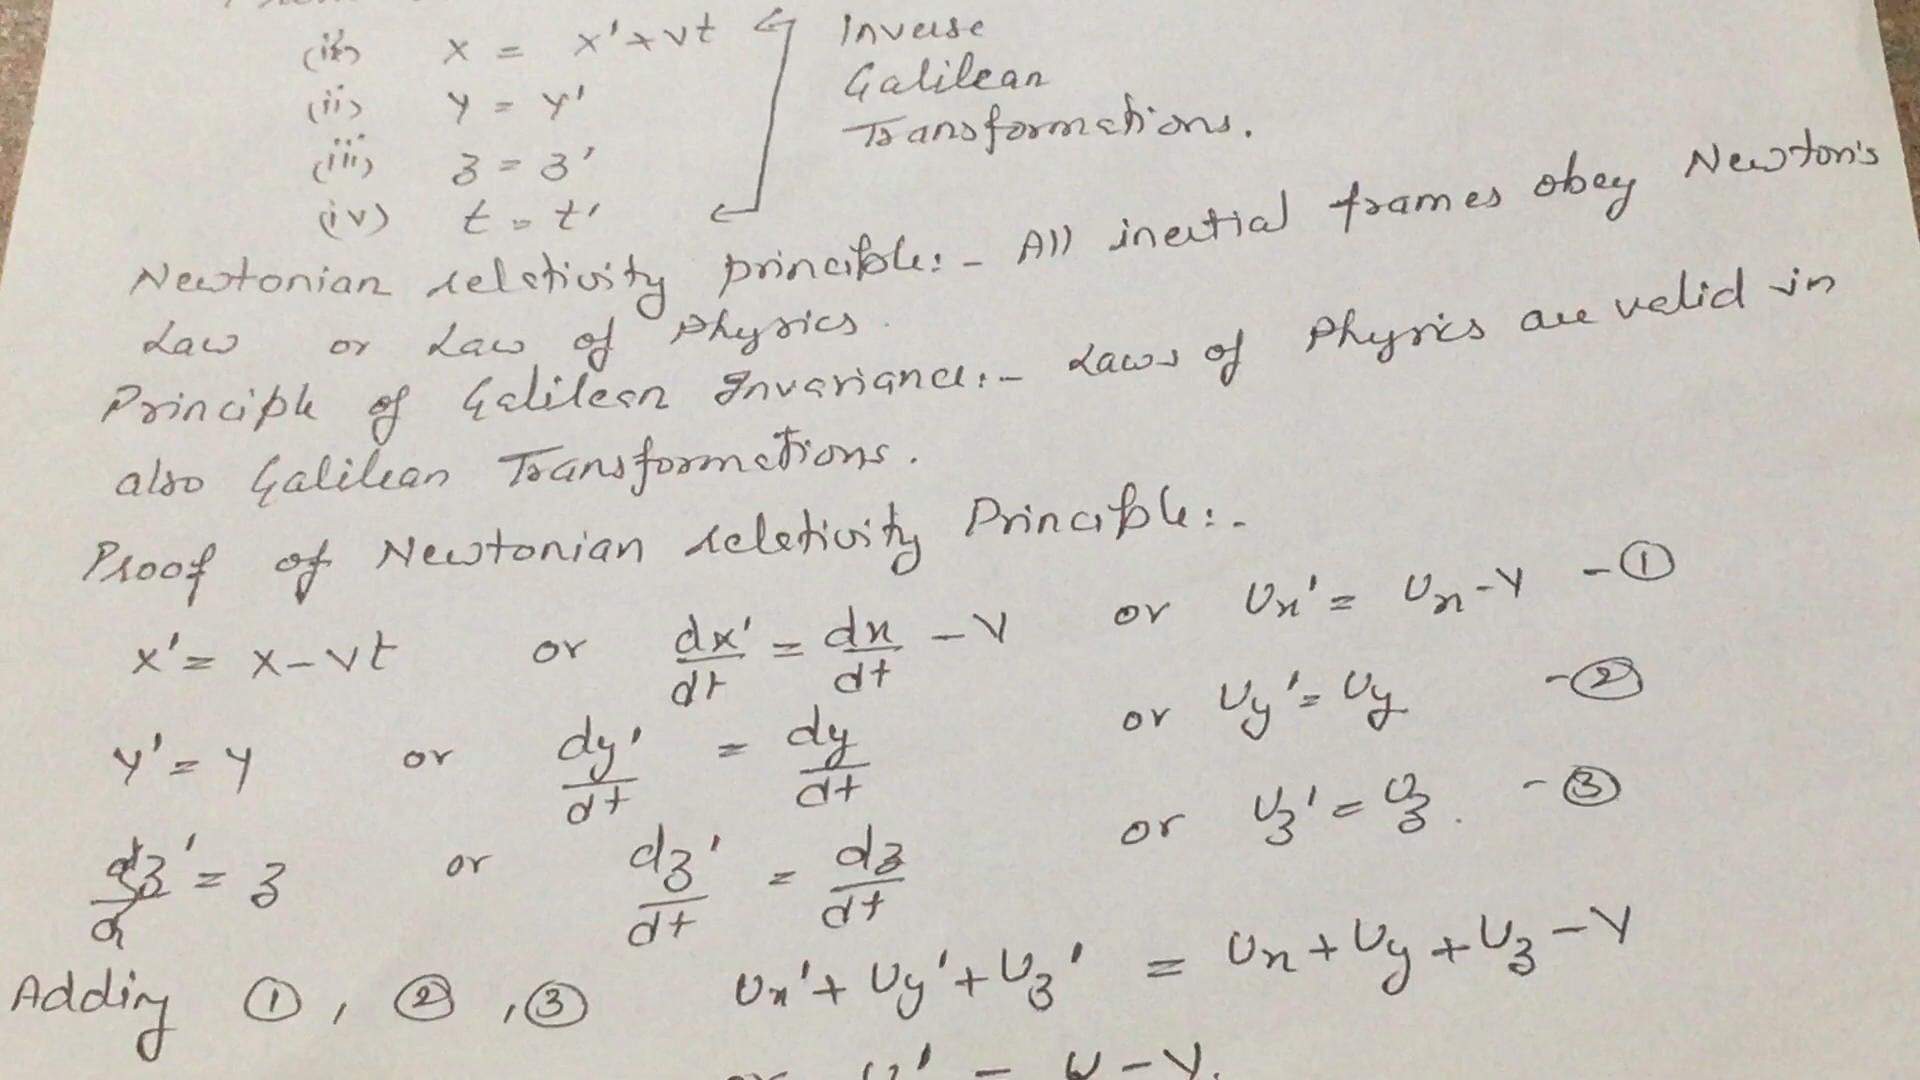 (i) x = x'+vt Inverse
(ii) y = y' Galilean
(iii) z = z' Transformations.
(iv) t = t'
Newtonian relativity principle:- All inertial frames obey Newton's
Law or Law of Physics.
Principle of Galilean Invariance:- Laws of Physics are valid in
also Galilean Transformations.
Proof of Newtonian relativity Principle:-
x' = x-vt or dx'/dt = dx/dt - v or Ux' = Ux-v - ①
y' = y or dy'/dt = dy/dt or Uy' = Uy - ②
z' = z or dz'/dt = dz/dt or Uz' = Uz. - ③
Adding ①, ②, ③ Ux'+Uy'+Uz' = Ux+Uy+Uz-v
or U' = U-v.